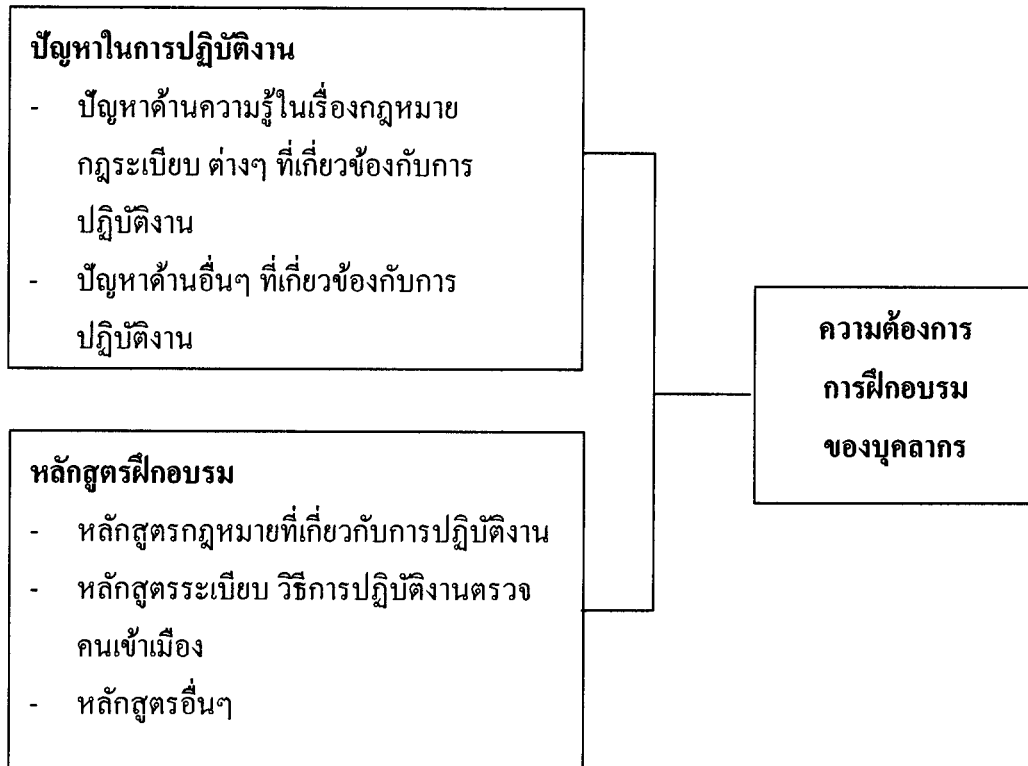 ปัญหาในการปฏิบัติงาน
- ปัญหาด้านความรู้ในเรื่องกฎหมาย
กฎระเบียบ ต่างๆ ที่เกี่ยวข้องกับการ
ปฏิบัติงาน
- ปัญหาด้านอื่นๆ ที่เกี่ยวข้องกับการ
ปฏิบัติงาน
หลักสูตรฝึกอบรม
- หลักสูตรกฎหมายที่เกี่ยวกับการปฏิบัติงาน
- หลักสูตรระเบียบ วิธีการปฏิบัติงานตรวจ
คนเข้าเมือง
- หลักสูตรอื่นๆ
ความต้องการ
การฝึกอบรม
ของบุคลากร